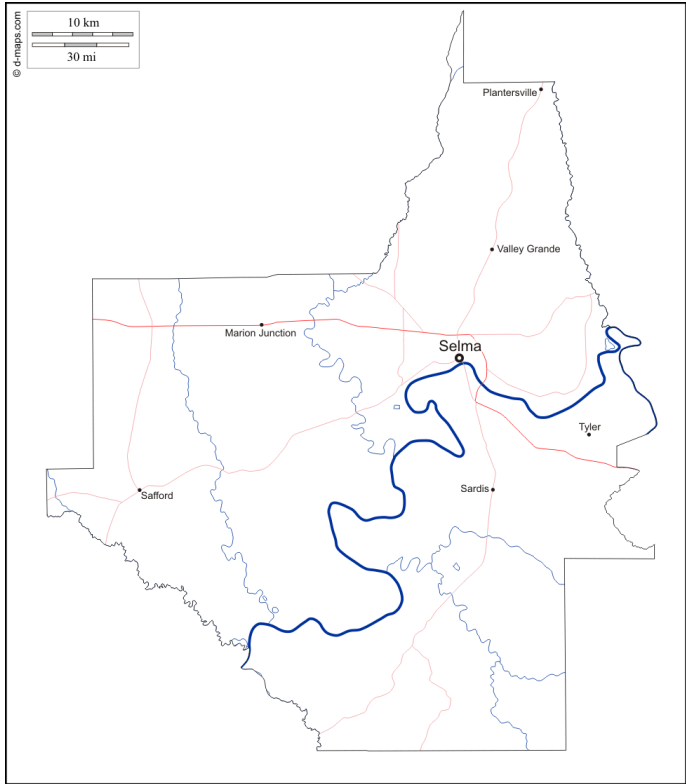 © d-maps.com
10 km
30 mi
Plantersville
Valley Grande
Marion Junction
Selma
Tyler
Safford
Sardis